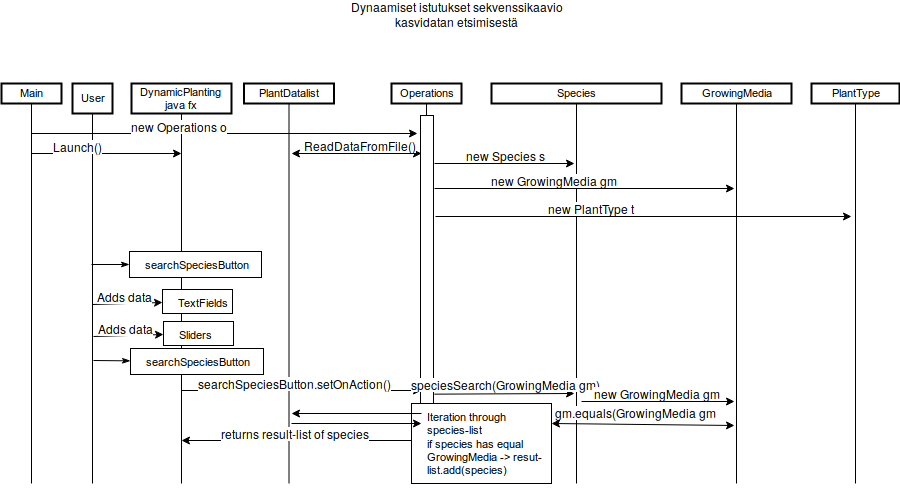 Dynaamiset istutukset sekvenssikaavio
kasvidatan etsimisestä
Main
User
DynamicPlanting
java fx
PlantDatalist
Operations
Species
GrowingMedia
PlantType
new Operations o
Launch()
ReadDataFromFile()
new Species s
new GrowingMedia gm
new PlantType t
searchSpeciesButton
Adds data
TextFields
Adds data
Sliders
searchSpeciesButton
searchSpeciesButton.setOnAction()
speciesSearch(GrowingMedia gm)
new GrowingMedia gm
gm.equals(GrowingMedia gm
Iteration through
species-list
if species has equal
GrowingMedia -> resut-
list.add(species)
returns result-list of species